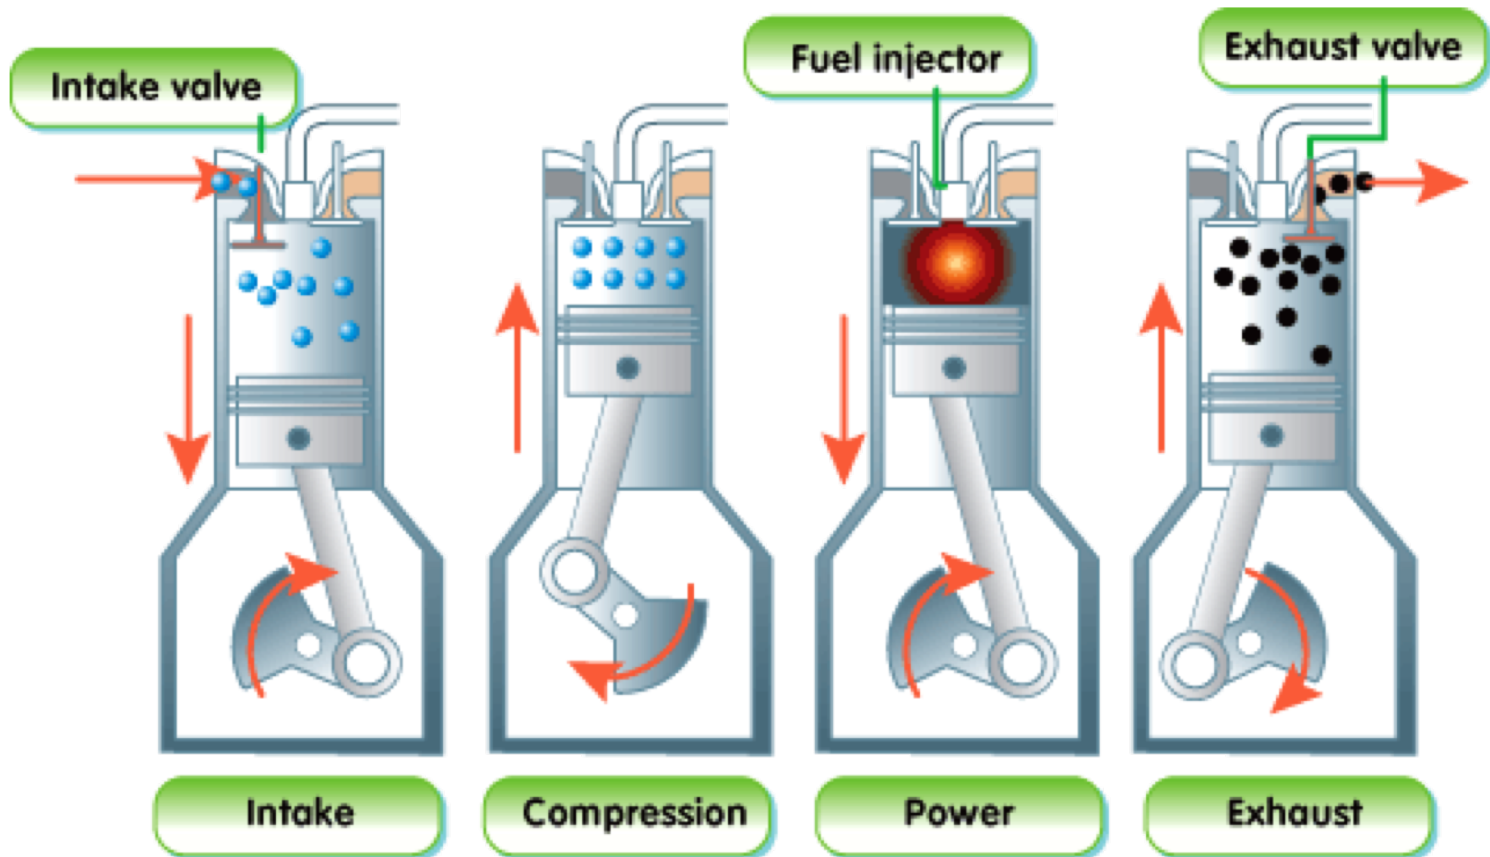 Intake valve
Fuel injector
Exhaust valve
Intake
Compression
Power
Exhaust